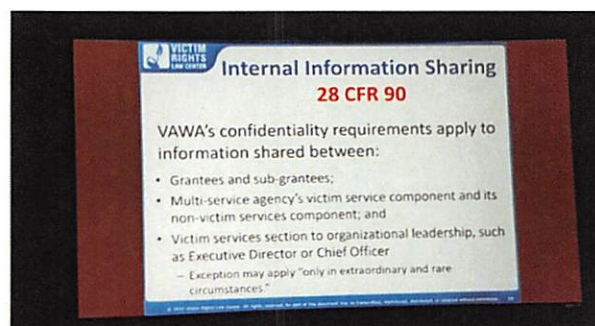 VICTIM
RIGHTS
LAW CENTER
Internal Information Sharing
28 CFR 90
VAWA's confidentiality requirements apply to
information shared between:
• Grantees and sub-grantees;
• Multi-service agency's victim service component and its
non-victim services component; and
• Victim services section to organizational leadership, such
as Executive Director or Chief Officer
– Exception may apply "only in extraordinary and rare
circumstances."